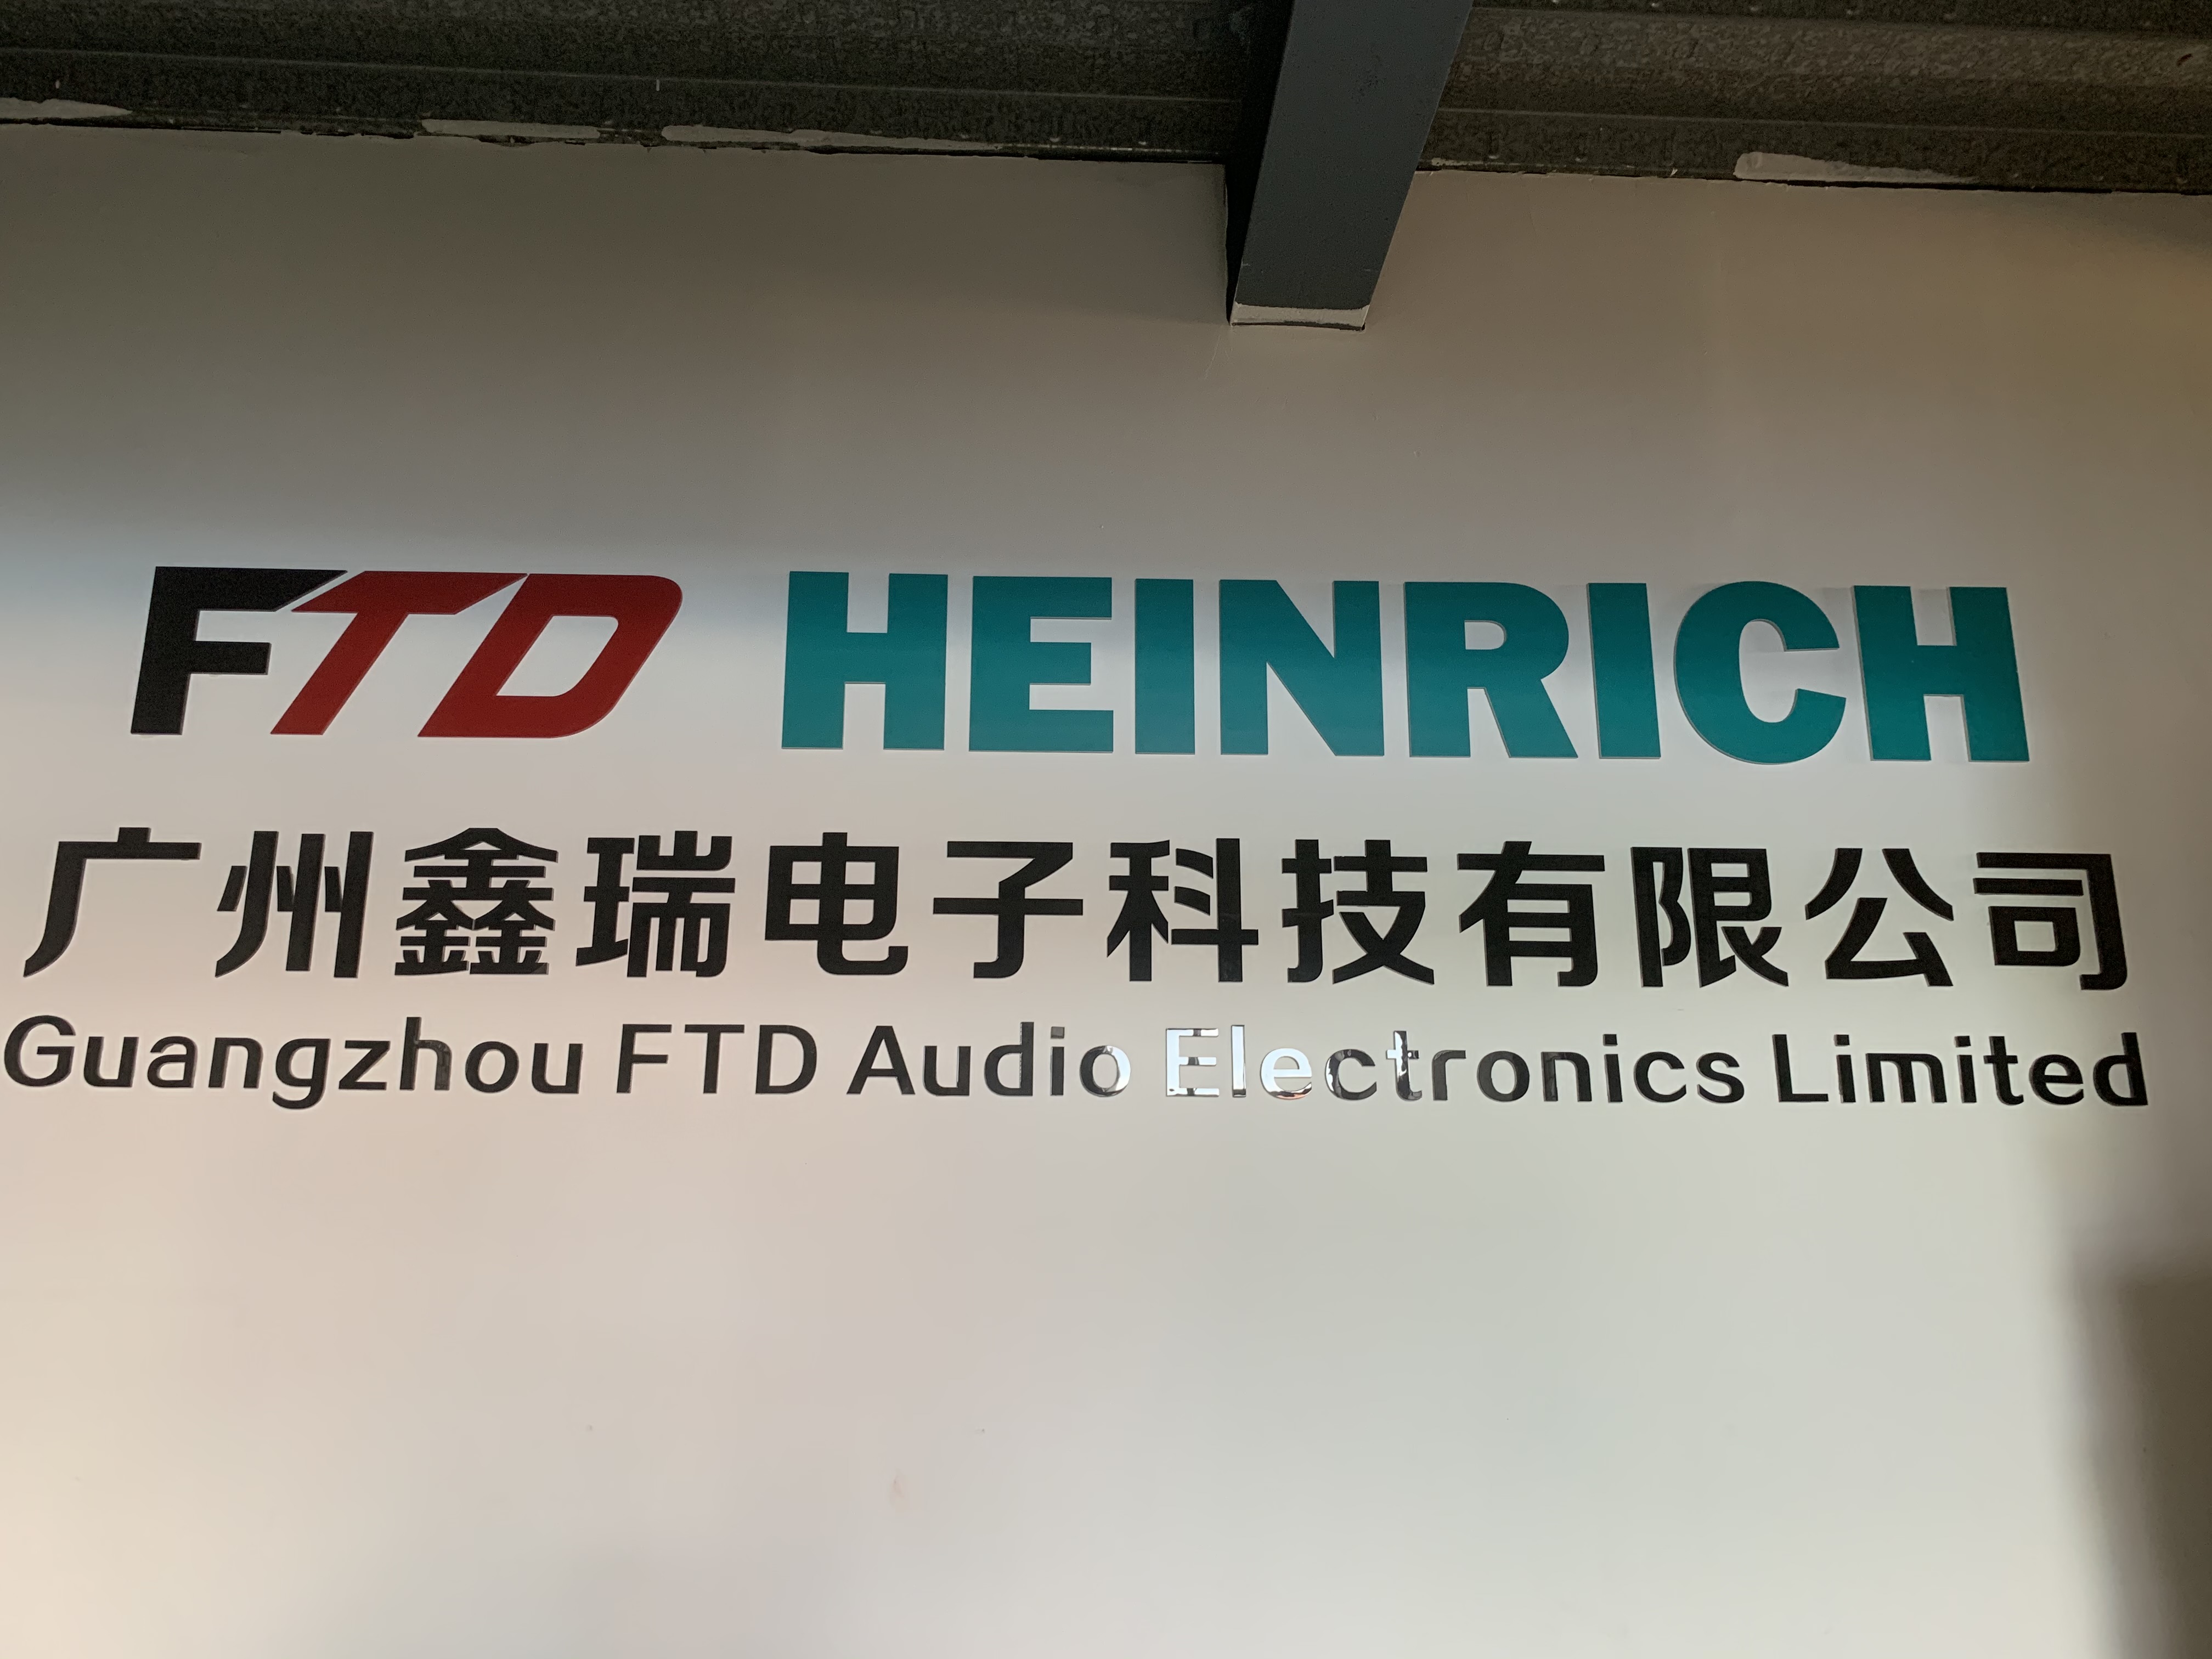 FTD HEINRICH
广州鑫瑞电子科技有限公司
Guangzhou FTD Audio Electronics Limited